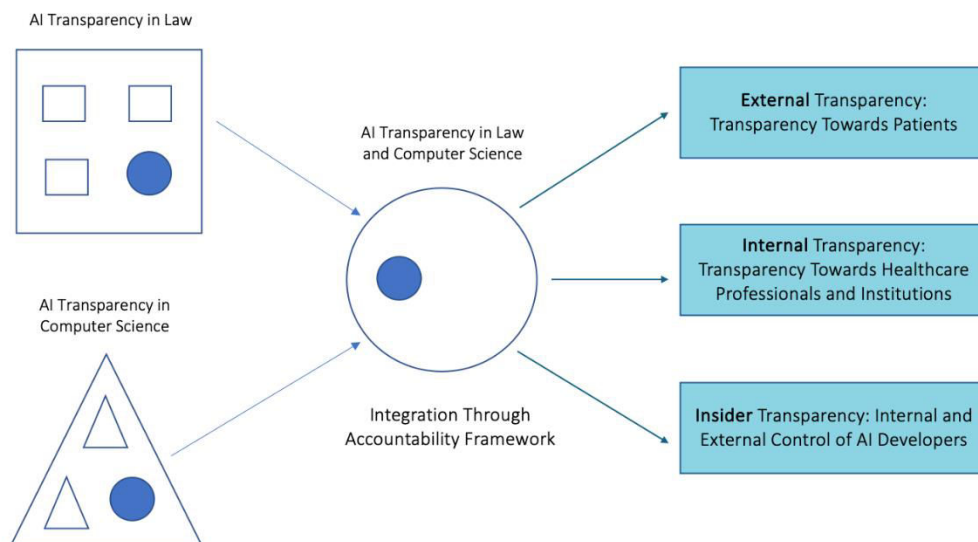 AI Transparency in Law
AI Transparency in Law
and Computer Science
External Transparency:
Transparency Towards Patients
Internal Transparency:
Transparency Towards Healthcare
Professionals and Institutions
AI Transparency in
Computer Science
Integration Through
Accountability Framework
Insider Transparency: Internal and
External Control of AI Developers